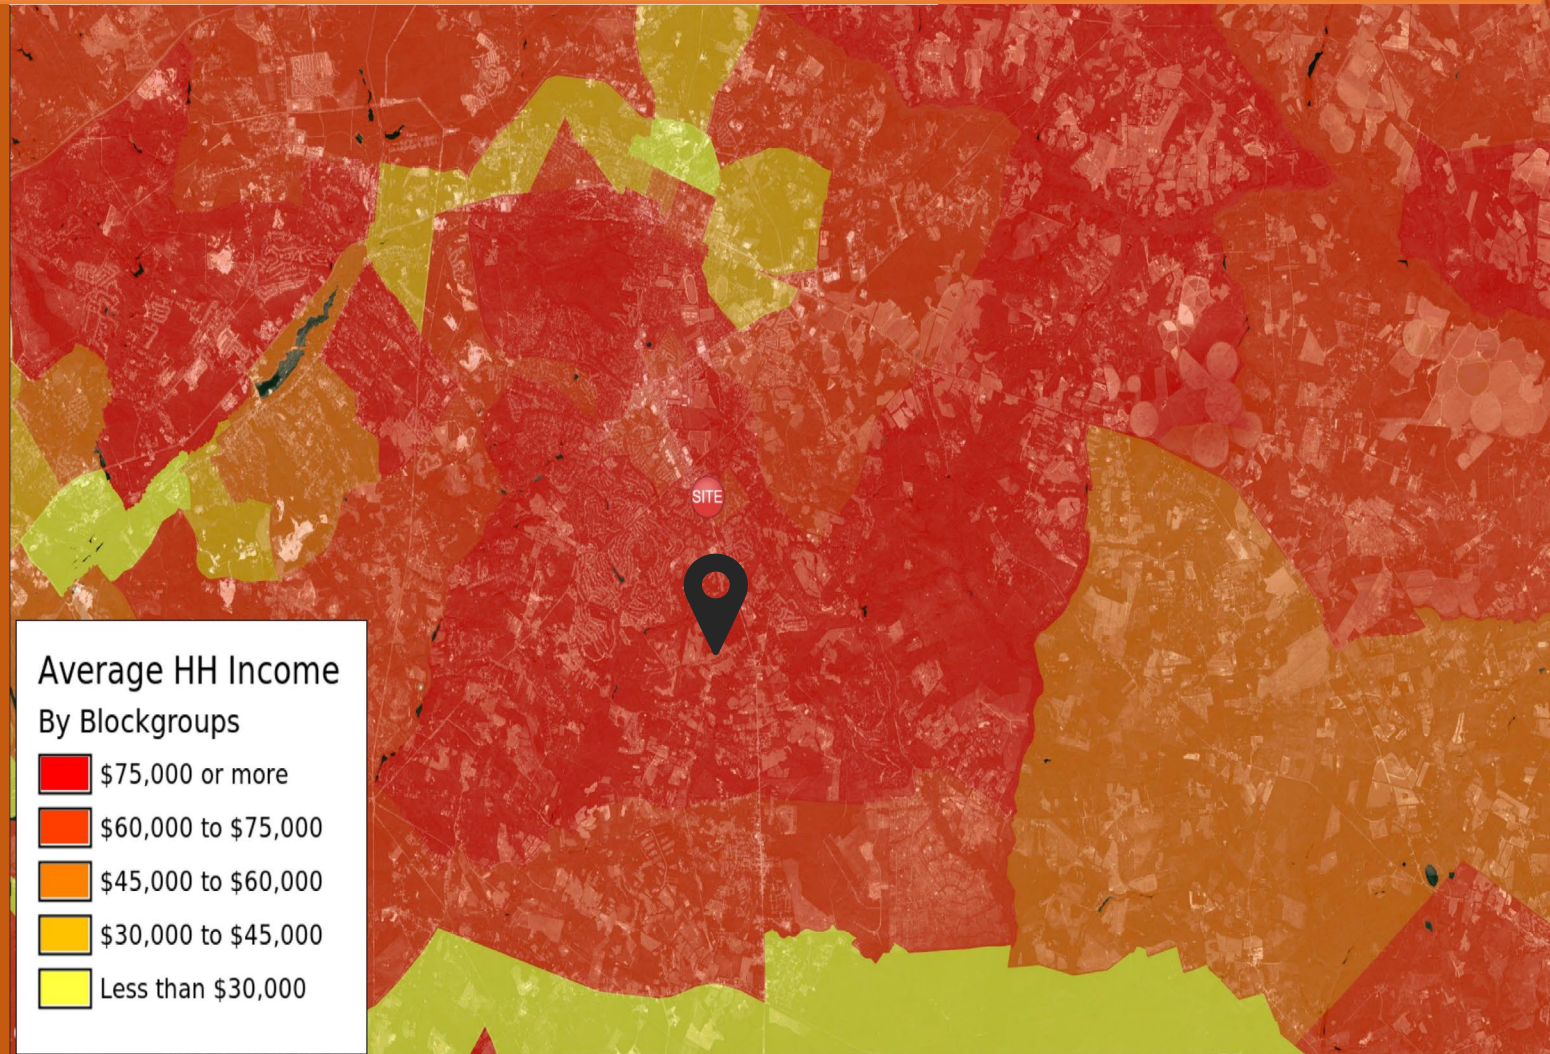 SITE
Average HH Income
By Blockgroups
$75,000 or more
$60,000 to $75,000
$45,000 to $60,000
$30,000 to $45,000
Less than $30,000